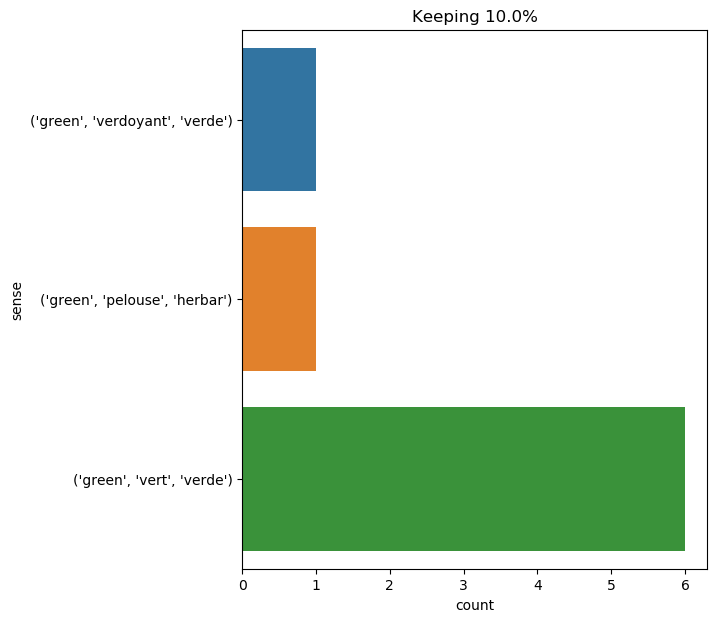 Keeping 10.0%
('green', 'verdoyant', 'verde')
('green', 'pelouse', 'herbar')
('green', 'vert', 'verde')
sense
0 1 2 3 4 5 6
count